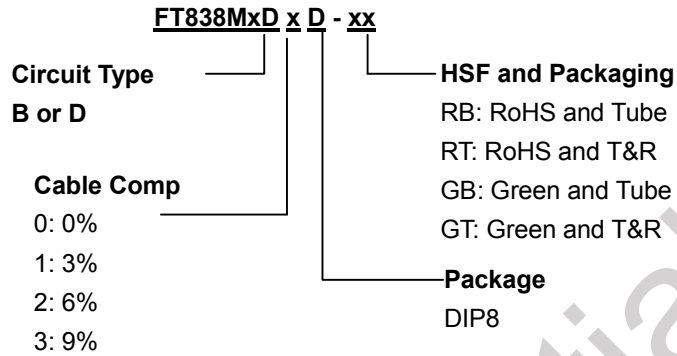 FT838MxD x D - xx
Circuit Type
B or D
Cable Comp
0: 0%
1: 3%
2: 6%
3: 9%
HSF and Packaging
RB: RoHS and Tube
RT: RoHS and T&R
GB: Green and Tube
GT: Green and T&R
Package
DIP8